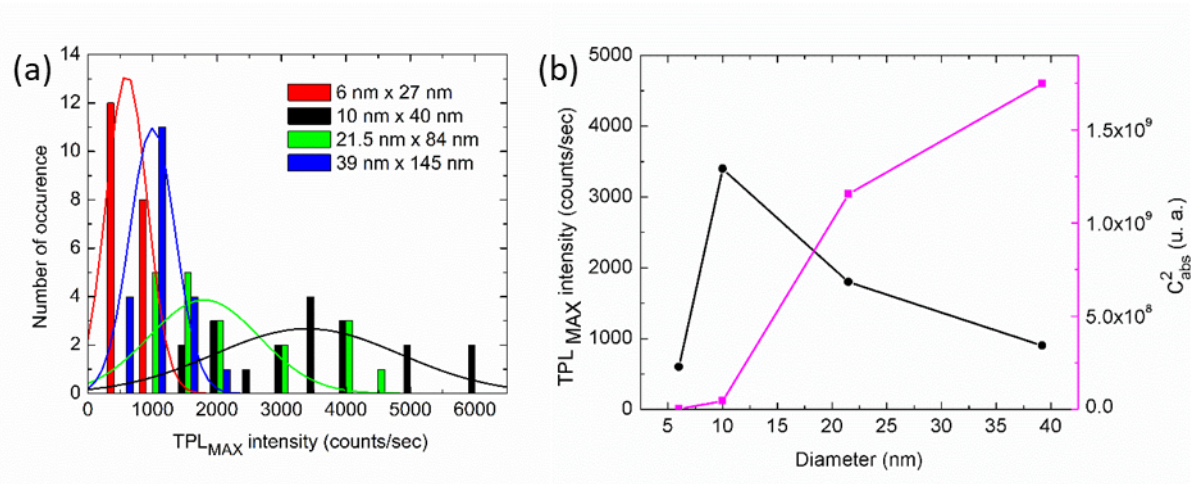 (a)
14
12
10
8
6
4
2
0
Number of occurence
6 nm x 27 nm
10 nm x 40 nm
21.5 nm x 84 nm
39 nm x 145 nm
0 1000 2000 3000 4000 5000 6000
TPLMAX intensity (counts/sec)
(b)
5000
4000
3000
2000
1000
0
TPL MAX intensity (counts/sec)
5 10 15 20 25 30 35 40
Diameter (nm)
1.5x10⁹
1.0x10⁹
5.0x10⁸
0.0
C²abs (u. a.)